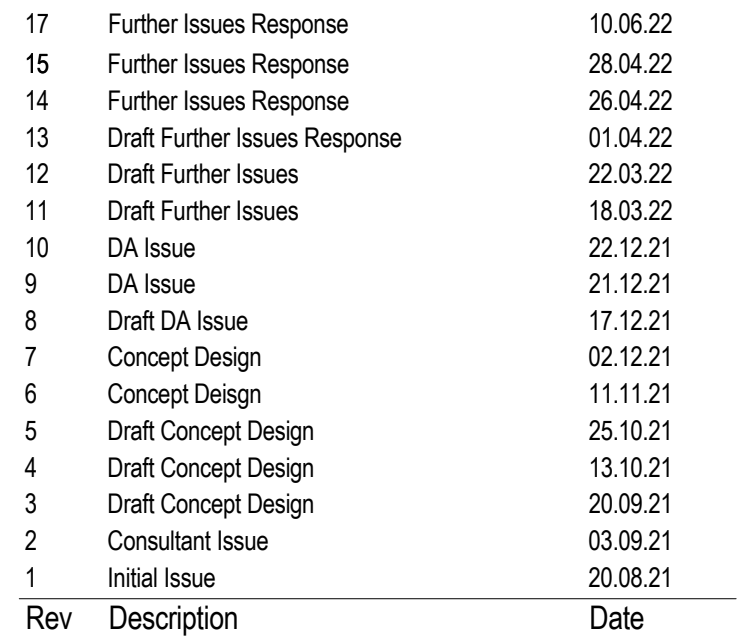 17 Further Issues Response 10.06.22
15 Further Issues Response 28.04.22
14 Further Issues Response 26.04.22
13 Draft Further Issues Response 01.04.22
12 Draft Further Issues 22.03.22
11 Draft Further Issues 18.03.22
10 DA Issue 22.12.21
9 DA Issue 21.12.21
8 Draft DA Issue 17.12.21
7 Concept Design 02.12.21
6 Concept Deisgn 11.11.21
5 Draft Concept Design 25.10.21
4 Draft Concept Design 13.10.21
3 Draft Concept Design 20.09.21
2 Consultant Issue 03.09.21
1 Initial Issue 20.08.21
Rev Description Date